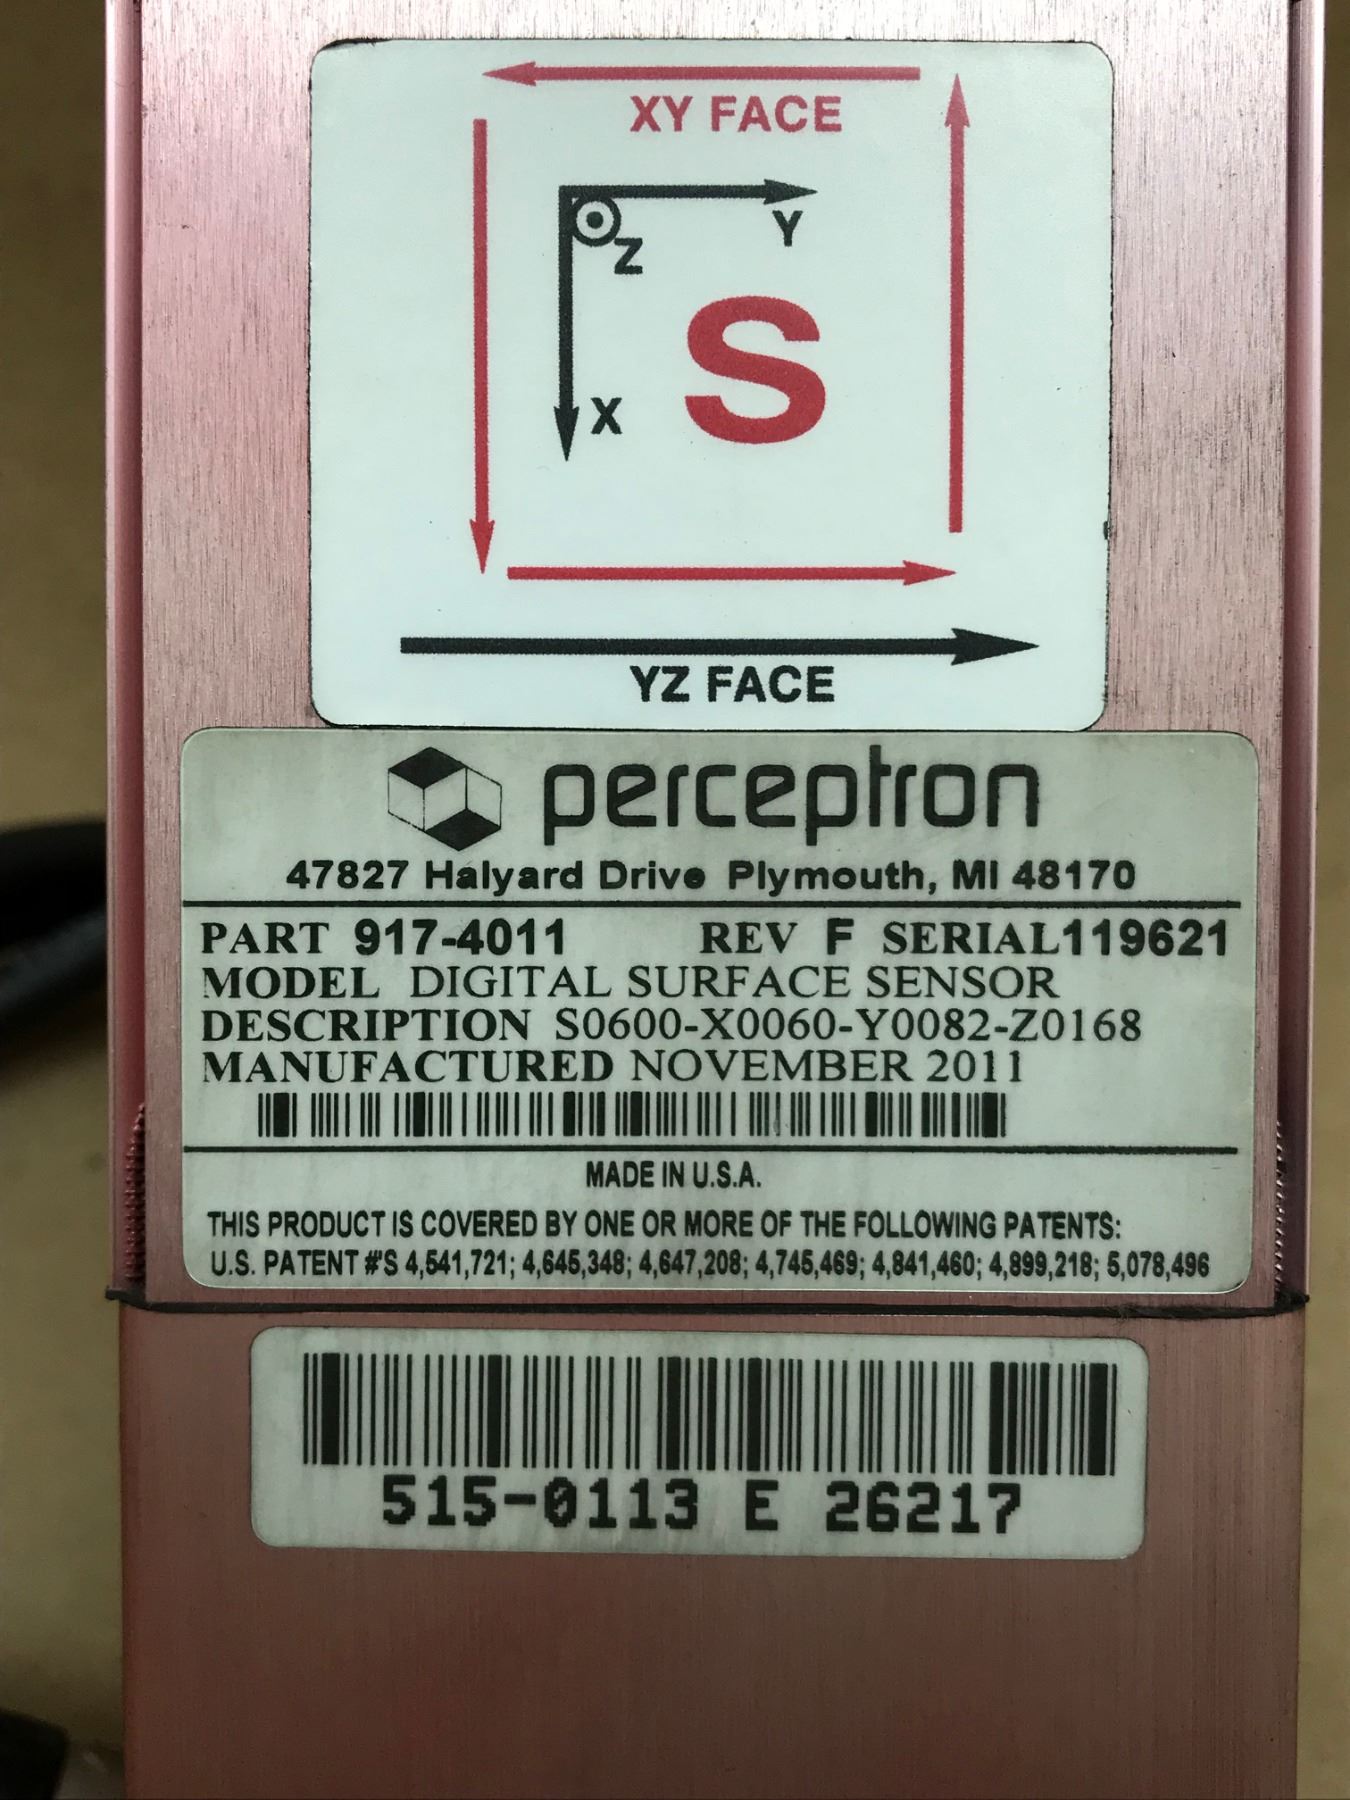 XY FACE
Y
Z
S
X
YZ FACE
perceptron
47827 Halyard Drive Plymouth, MI 48170
PART 917-4011 REV F SERIAL119621
MODEL DIGITAL SURFACE SENSOR
DESCRIPTION S0600-X0060-Y0082-Z0168
MANUFACTURED NOVEMBER 2011
MADE IN U.S.A.
THIS PRODUCT IS COVERED BY ONE OR MORE OF THE FOLLOWING PATENTS:
U.S. PATENT #'S 4,541,721; 4,645,348; 4,647,208; 4,745,469; 4,841,460; 4,899,218; 5,078,496
515-0113 E 26217